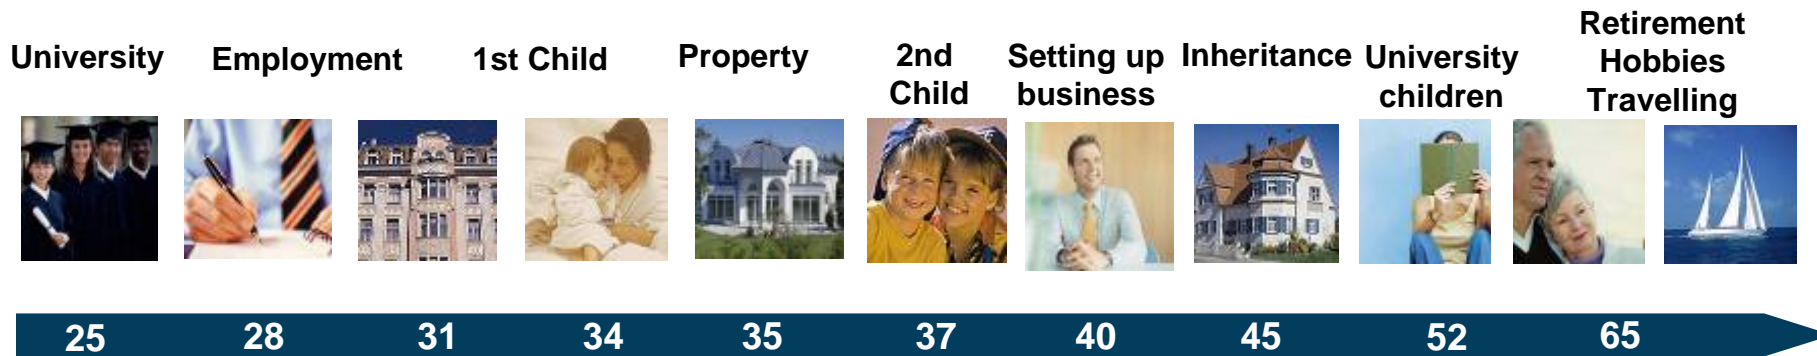 University
Employment
1st Child
Property
2nd
Child
Setting up
business
Inheritance
University
children
Retirement
Hobbies
Travelling
25 28 31 34 35 37 40 45 52 65